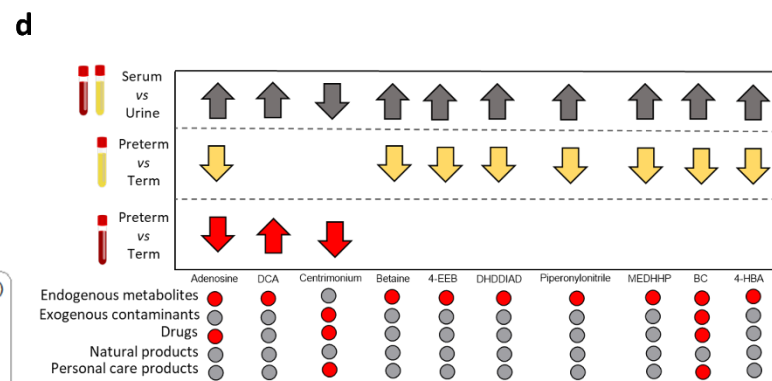 d
Serum
vs
Urine
Preterm
vs
Term
Preterm
vs
Term
Adenosine DCA Centrimonium Betaine 4-EEB DHDDIAD Piperonylonitrile MEDHHP BC 4-HBA
Endogenous metabolites
Exogenous contaminants
Drugs
Natural products
Personal care products